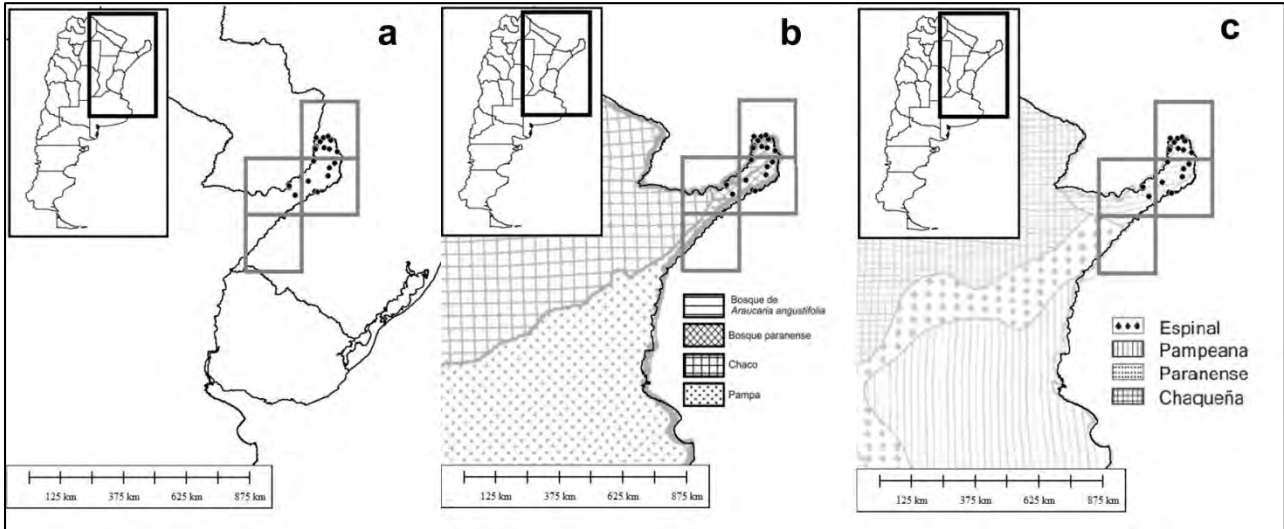 a
125 km 375 km 625 km 875 km
b
Bosque de
Araucaria angustifolia
Bosque paranense
Chaco
Pampa
125 km 375 km 625 km 875 km
c
Espinal
Pampeana
Paranense
Chaqueña
125 km 375 km 625 km 875 km